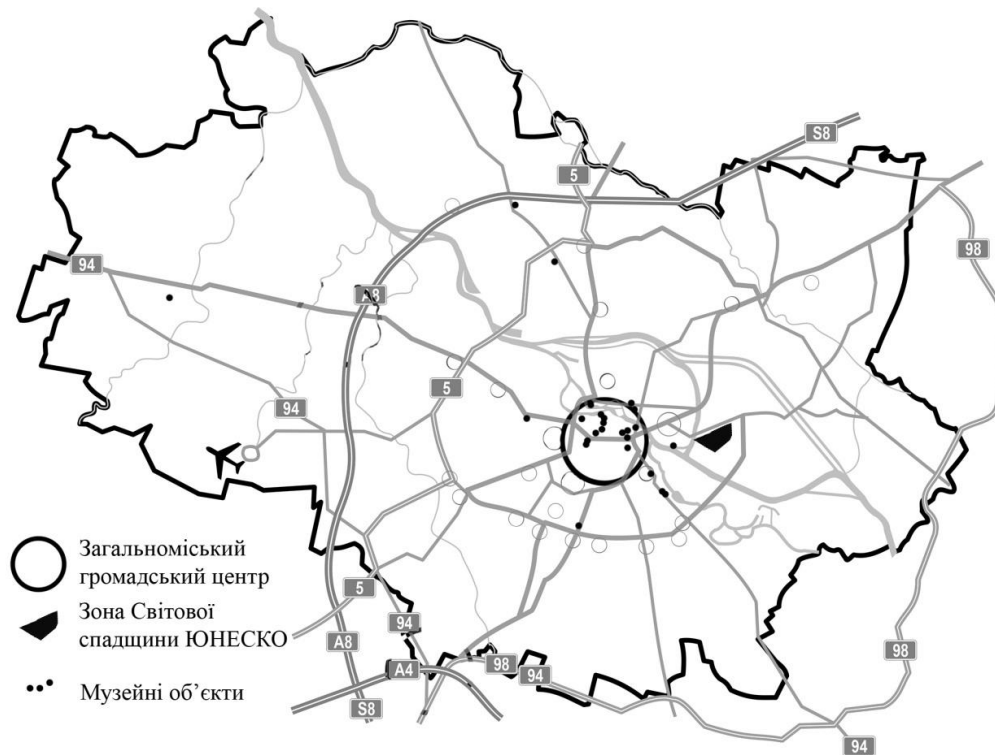 S8
5
98
94
A8
5
94
Загальноміський
громадський центр
Зона Світової
спадщини ЮНЕСКО
Музейні об’єкти
5
94
A8
A4
98
94
S8
98
94